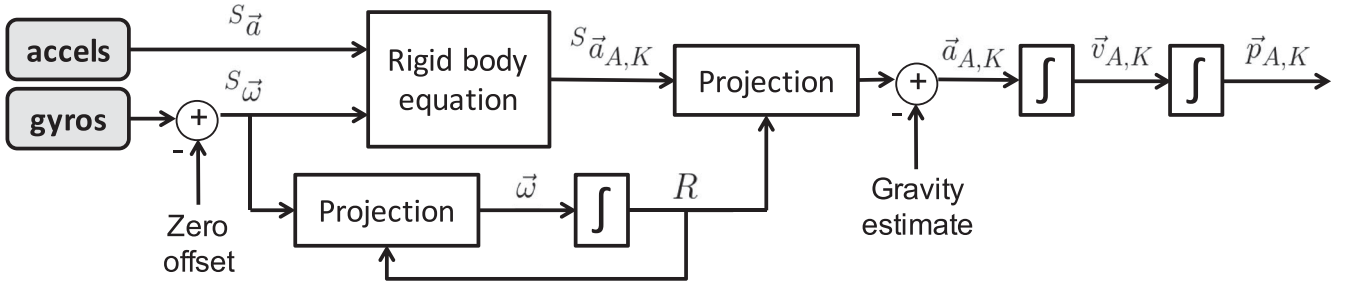 accels
gyros
S a⃗
S ω⃗
+
-
Zero
offset
Rigid body
equation
S a⃗ A,K
Projection
ω⃗
∫
R
Projection
+
-
Gravity
estimate
a⃗ A,K
∫
v⃗ A,K
∫
p⃗ A,K